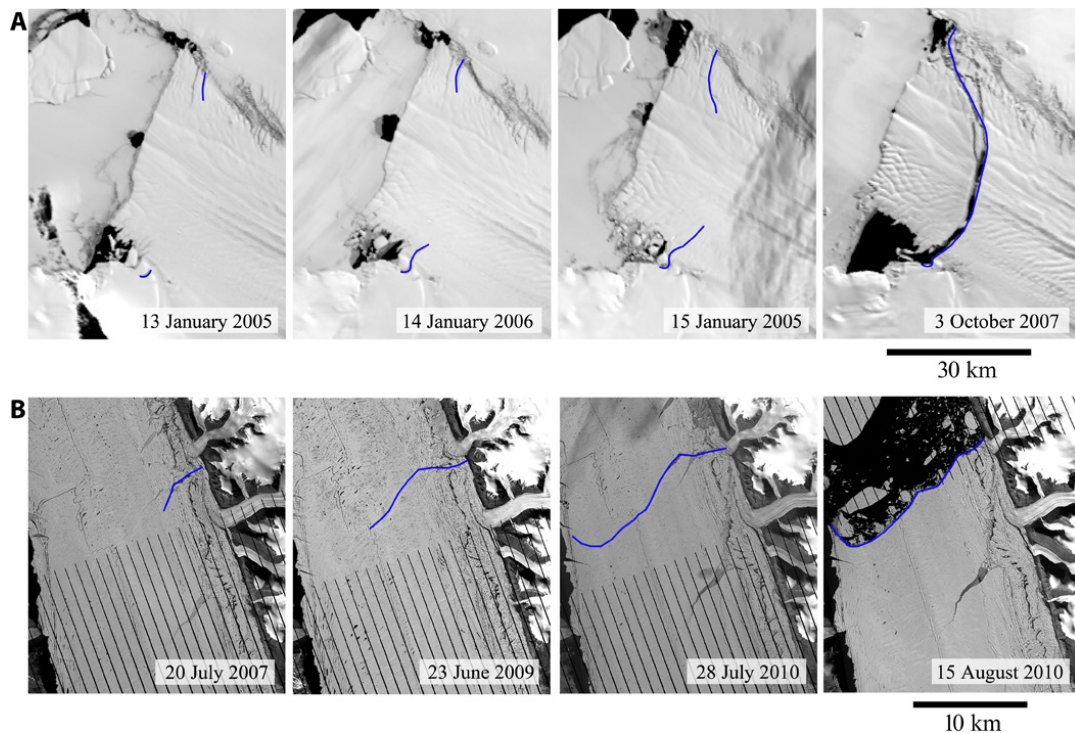 A
13 January 2005
14 January 2006
15 January 2005
3 October 2007
30 km
B
20 July 2007
23 June 2009
28 July 2010
15 August 2010
10 km